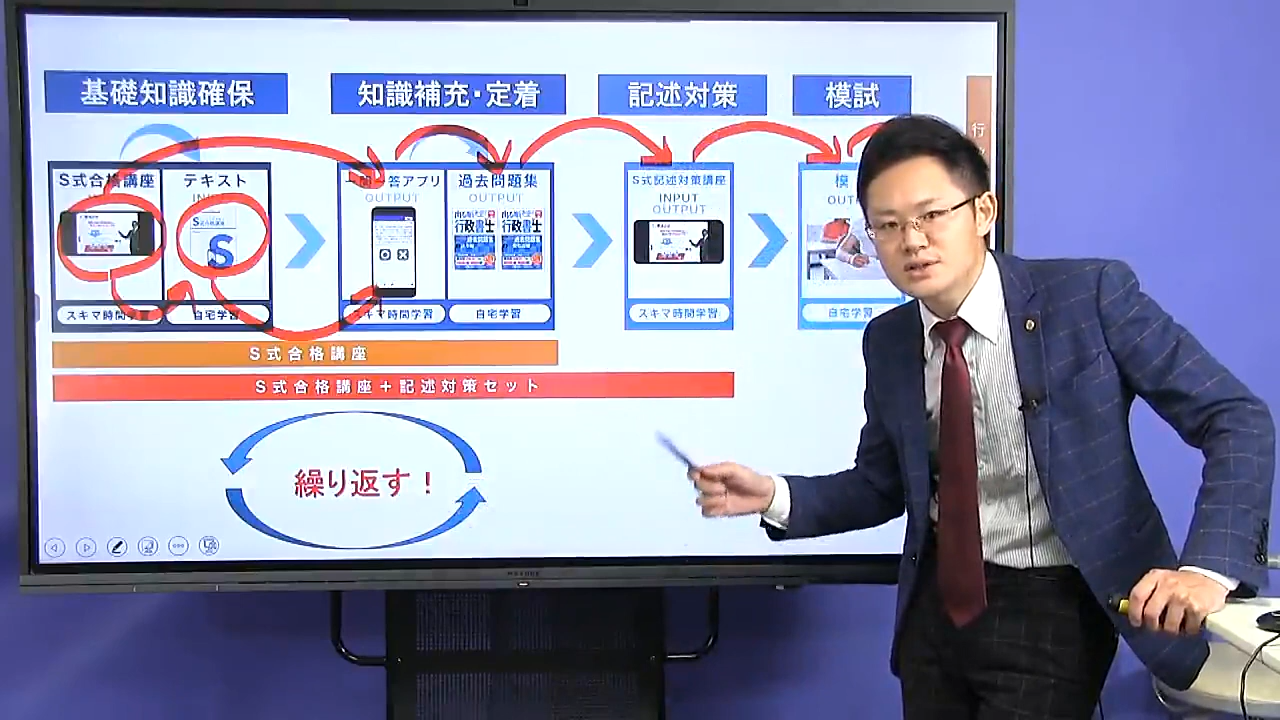 基礎知識確保
知識補充・定着
記述対策
模試
行
S式合格講座
テキスト
一問一答アプリ
OUTPUT
過去問題集
OUTPUT
S式記述対策講座
INPUT
OUTPUT
模
行政書士
行政書士
S
スキマ時間学習
自宅学習
スキマ時間学習
自宅学習
スキマ時間学習
自宅学習
S式合格講座
S式合格講座+記述対策セット
繰り返す!